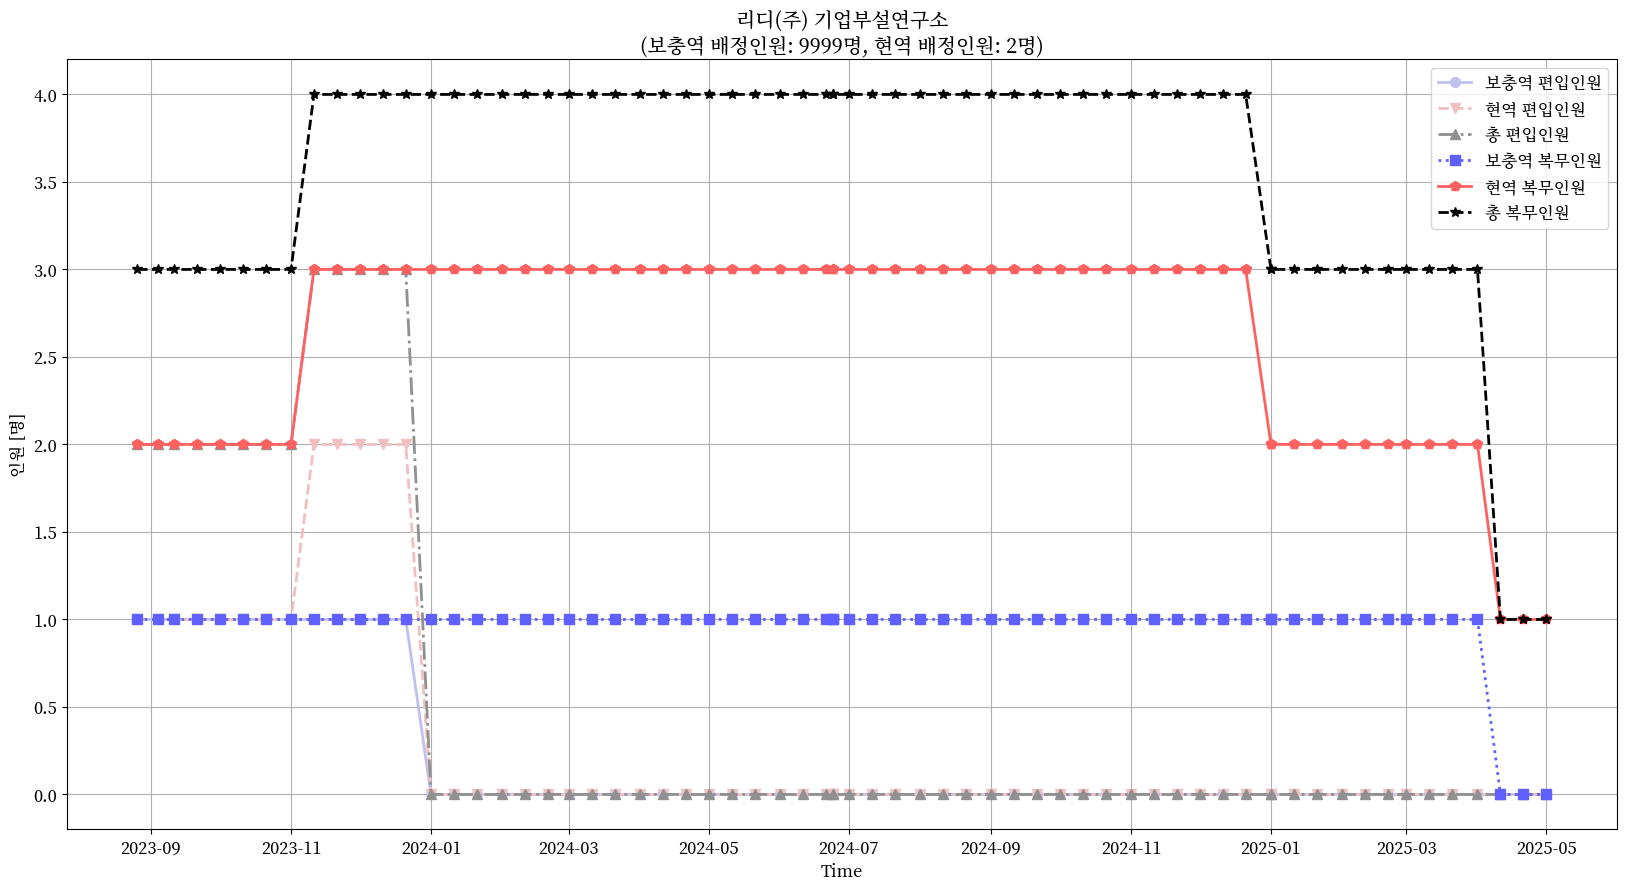 리디(주) 기업부설연구소
(보충역 배정인원: 9999명, 현역 배정인원: 2명)
보충역 편입인원
현역 편입인원
총 편입인원
보충역 복무인원
현역 복무인원
총 복무인원
인원 [명]
4.0
3.5
3.0
2.5
2.0
1.5
1.0
0.5
0.0
2023-09 2023-11 2024-01 2024-03 2024-05 2024-07 2024-09 2024-11 2025-01 2025-03 2025-05
Time